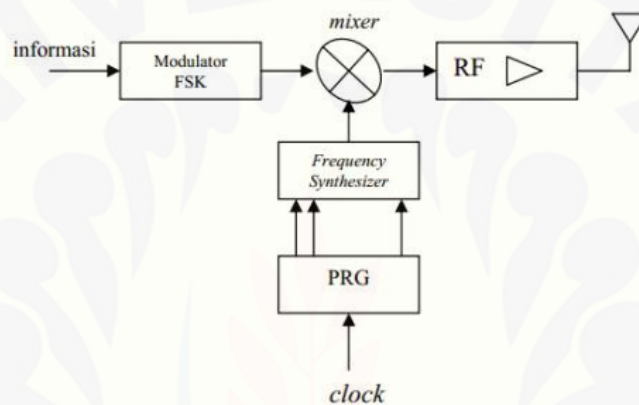 mixer
informasi
Modulator
FSK
RF
Frequency
Synthesizer
PRG
clock